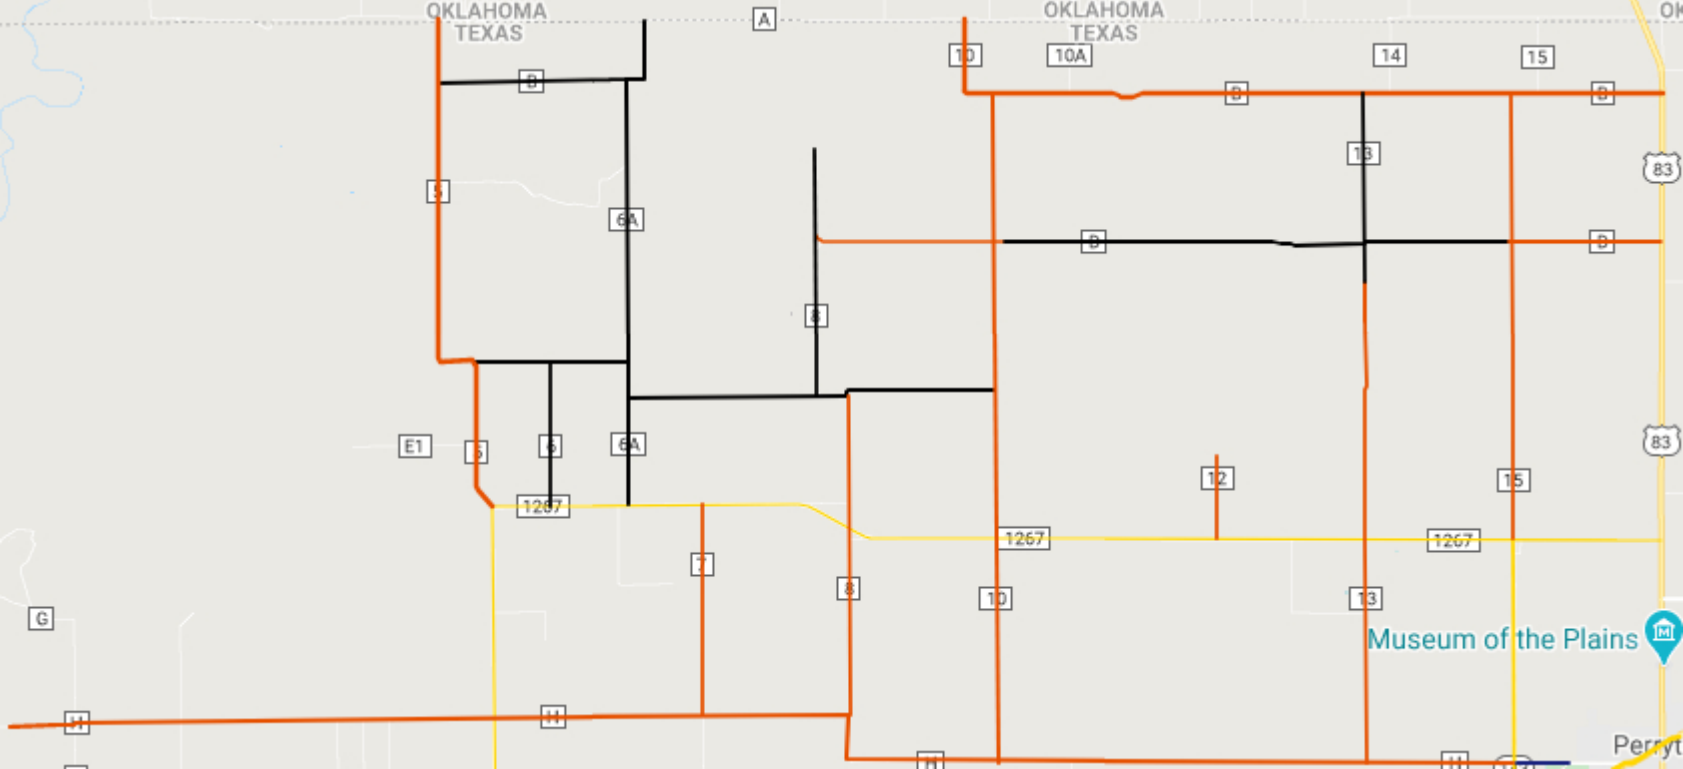 OKLAHOMA
TEXAS
A
OKLAHOMA
TEXAS
OK
10
10A
14
15
B
B
B
13
83
5
6A
8
D
D
E1
5
6
6A
83
12
15
1267
1267
1267
7
8
10
13
G
Museum of the Plains
H
H
H
H
Perryt